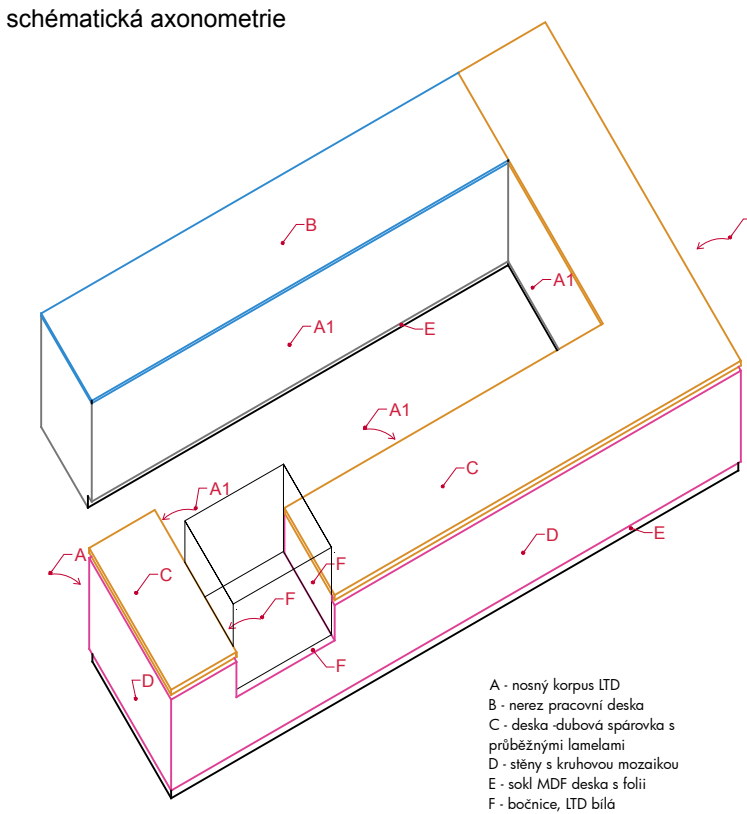 schématická axonometrie
B
A1
A1
E
A1
C
A1
A
C
F
F
D
E
D
F
A - nosný korpus LTD
B - nerez pracovní deska
C - deska -dubová spárovka s
průběžnými lamelami
D - stěny s kruhovou mozaikou
E - sokl MDF deska s folii
F - bočnice, LTD bílá